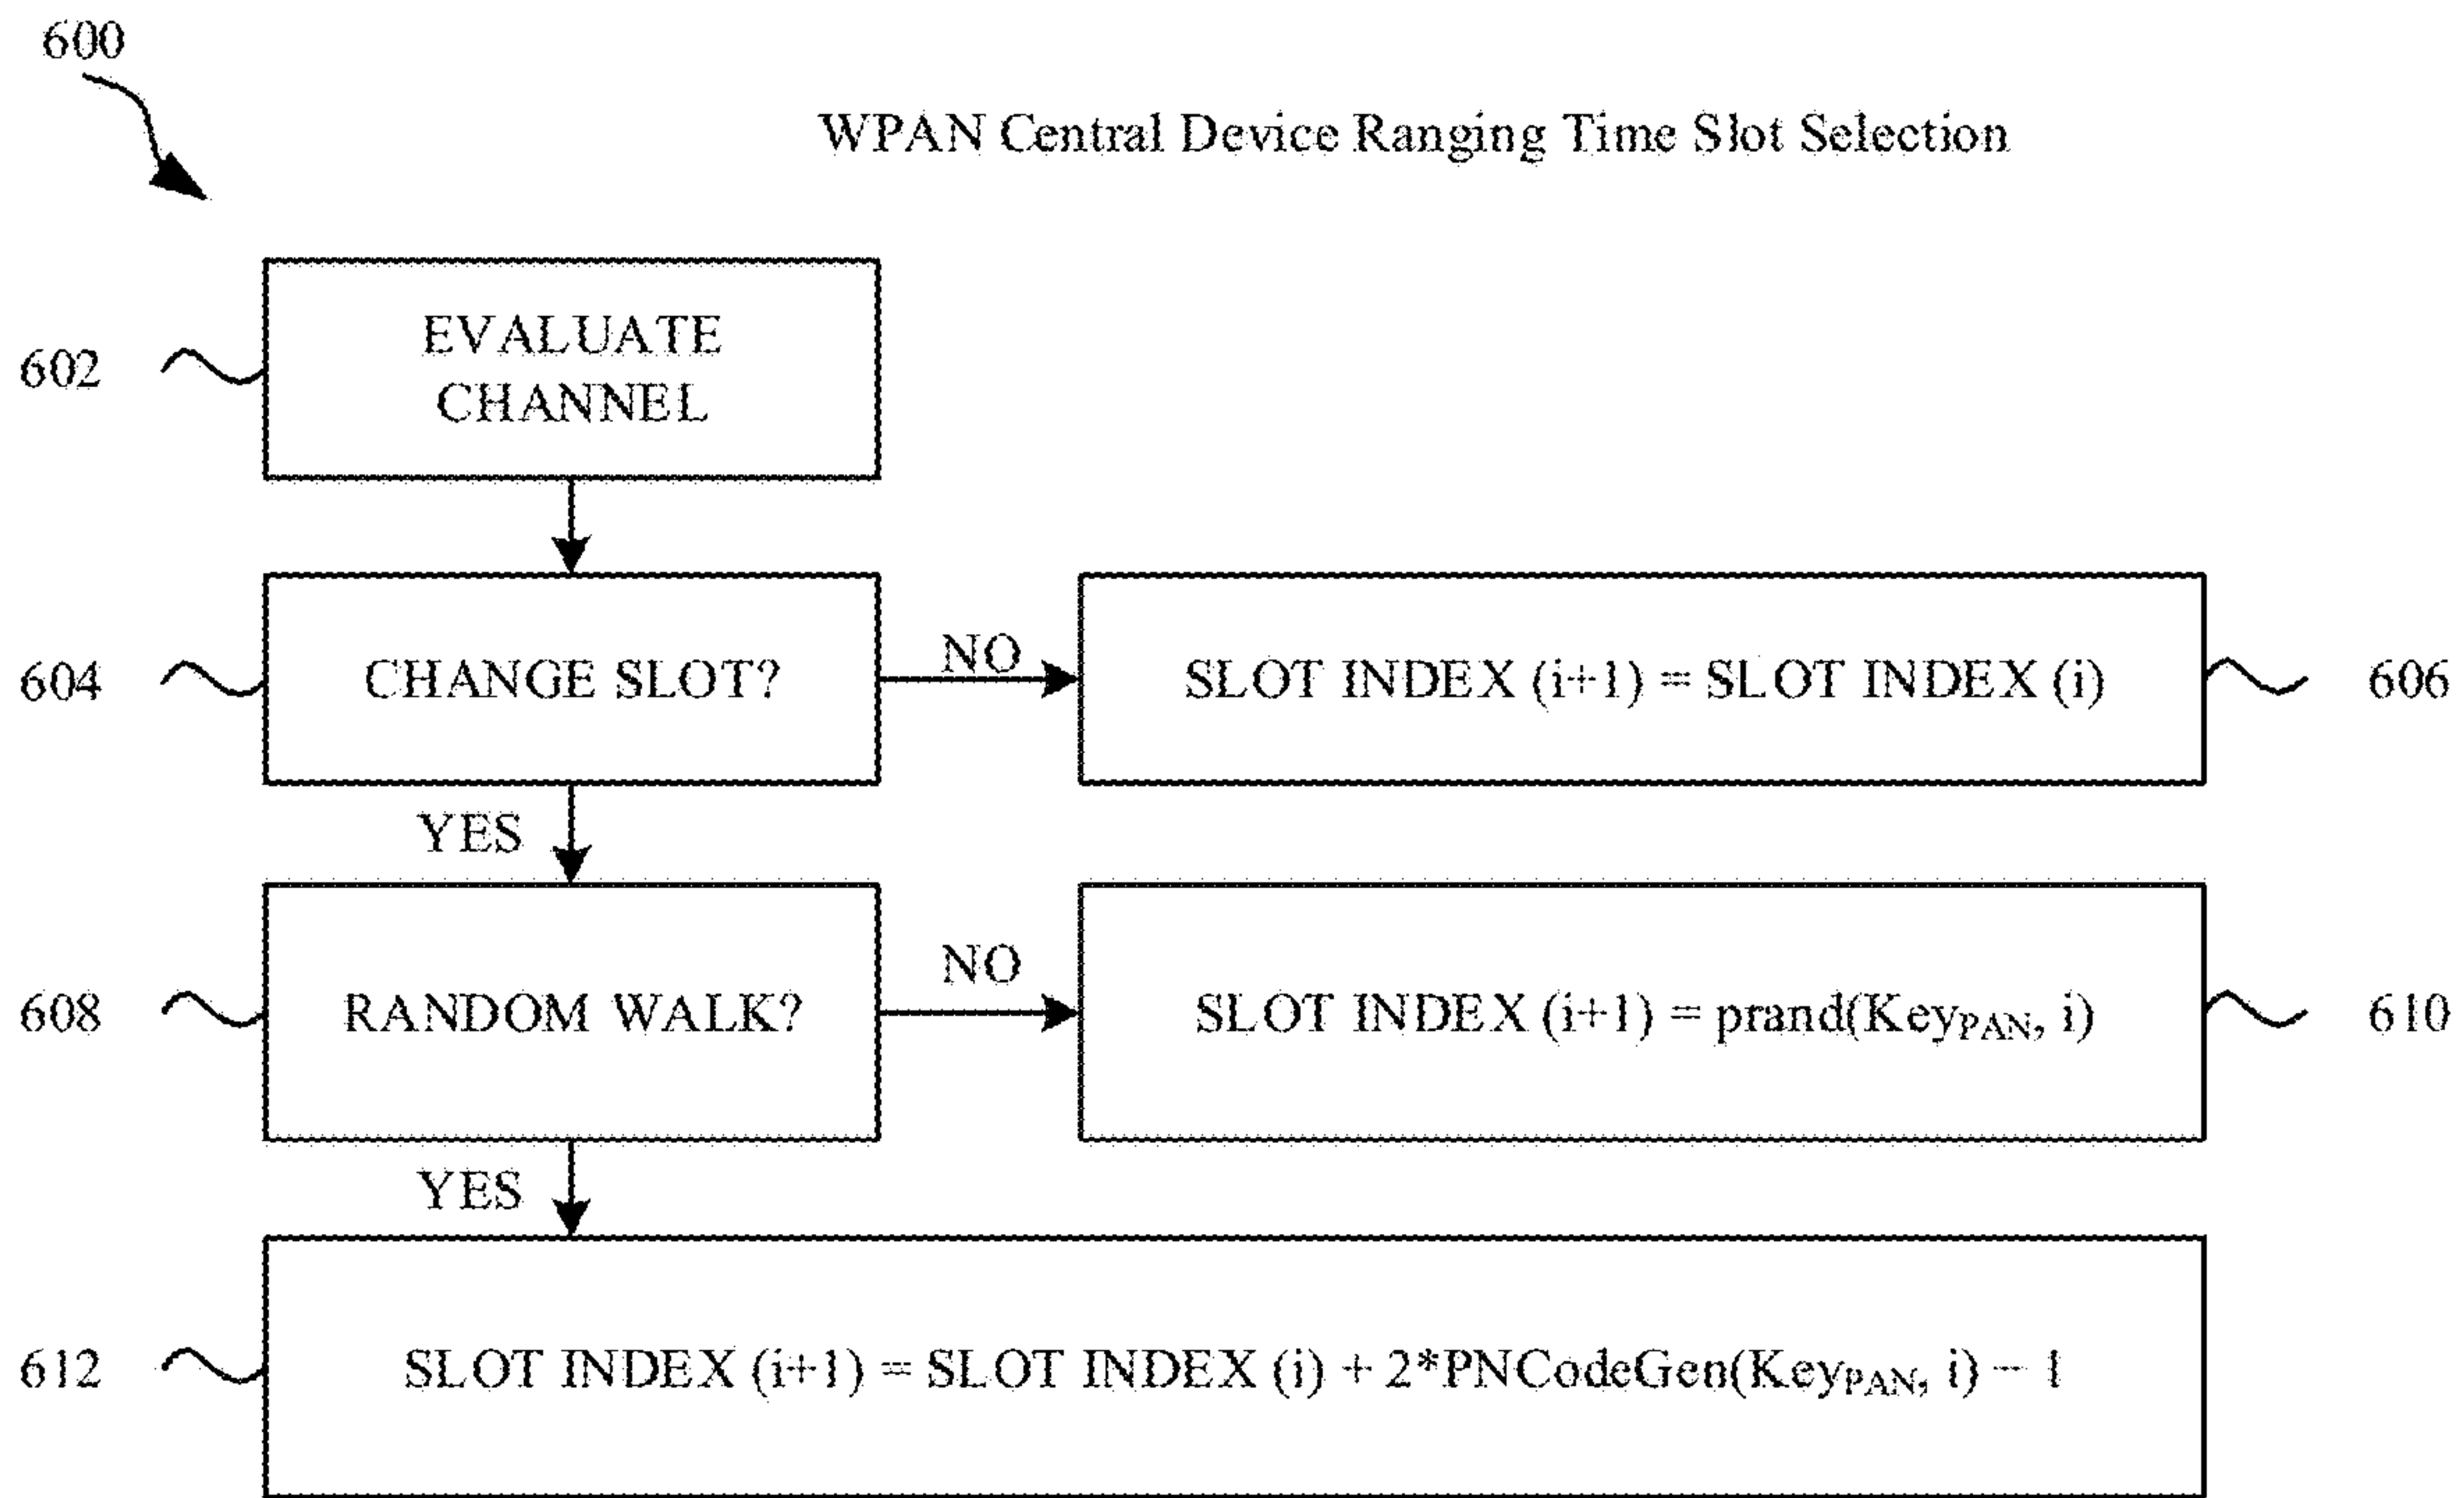 600
WPAN Central Device Ranging Time Slot Selection
602
EVALUATE
CHANNEL
604
CHANGE SLOT?
NO
SLOT INDEX (i+1) = SLOT INDEX (i)
606
YES
608
RANDOM WALK?
NO
SLOT INDEX (i+1) = prand(KeyPAN, i)
610
YES
612
SLOT INDEX (i+1) = SLOT INDEX (i) + 2*PNCodeGen(KeyPAN, i) − 1